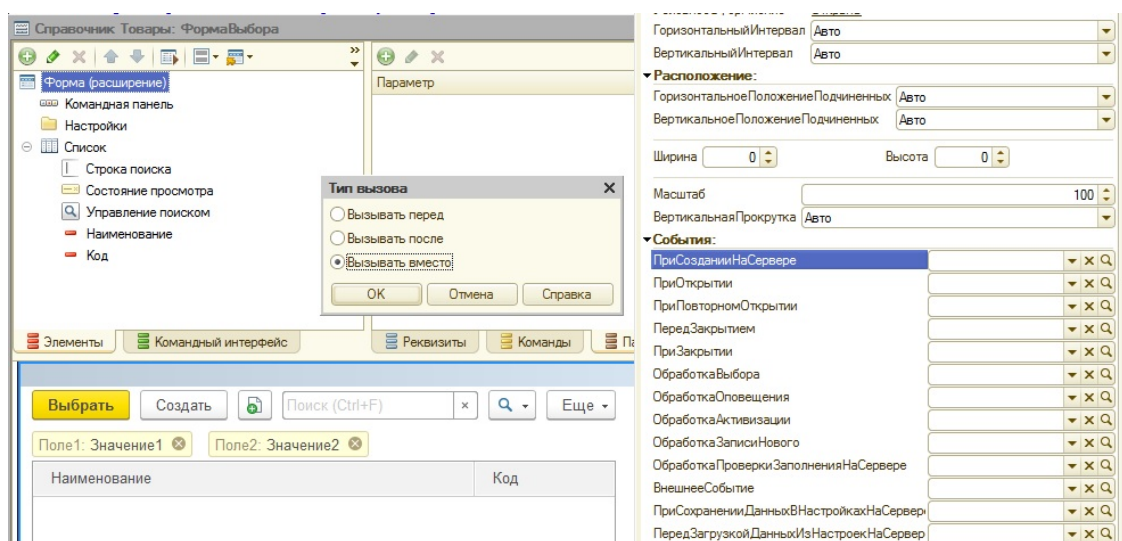 Справочник Товары: ФормаВыбора
Форма (расширение)
Командная панель
Настройки
Список
Строка поиска
Состояние просмотра
Управление поиском
Наименование
Код
Параметр
Тип вызова
Вызывать перед
Вызывать после
Вызывать вместо
ОК Отмена Справка
Элементы Командный интерфейс
Реквизиты Команды Па
Выбрать Создать Поиск (Ctrl+F) Еще
Поле1: Значение1 Поле2: Значение2
Наименование Код
ГоризонтальныйИнтервал Авто
ВертикальныйИнтервал Авто
Расположение:
ГоризонтальноеПоложениеПодчиненных Авто
ВертикальноеПоложениеПодчиненных Авто
Ширина 0 Высота 0
Масштаб 100
ВертикальнаяПрокрутка Авто
События:
ПриСозданииНаСервере
ПриОткрытии
ПриПовторномОткрытии
ПередЗакрытием
ПриЗакрытии
ОбработкаВыбора
ОбработкаОповещения
ОбработкаАктивизации
ОбработкаЗаписиНового
ОбработкаПроверкиЗаполненияНаСервере
ВнешнееСобытие
ПриСохраненииДанныхВНастройкахНаСервер
ПередЗагрузкойДанныхИзНастроекНаСервер